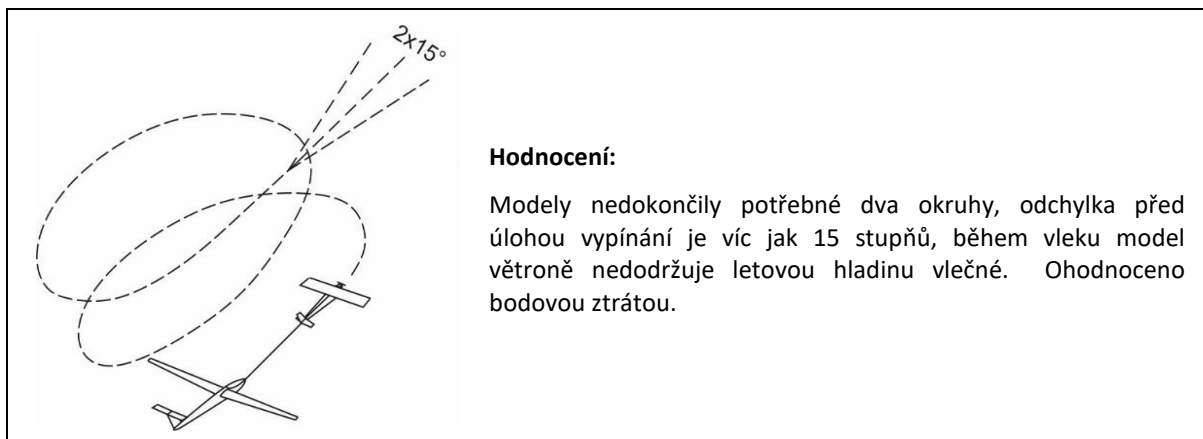 2x15°
Hodnocení:
Modely nedokončily potřebné dva okruhy, odchylka před
úlohou vypínání je víc jak 15 stupňů, během vleku model
větroně nedodržuje letovou hladinu vlečné. Ohodnoceno
bodovou ztrátou.